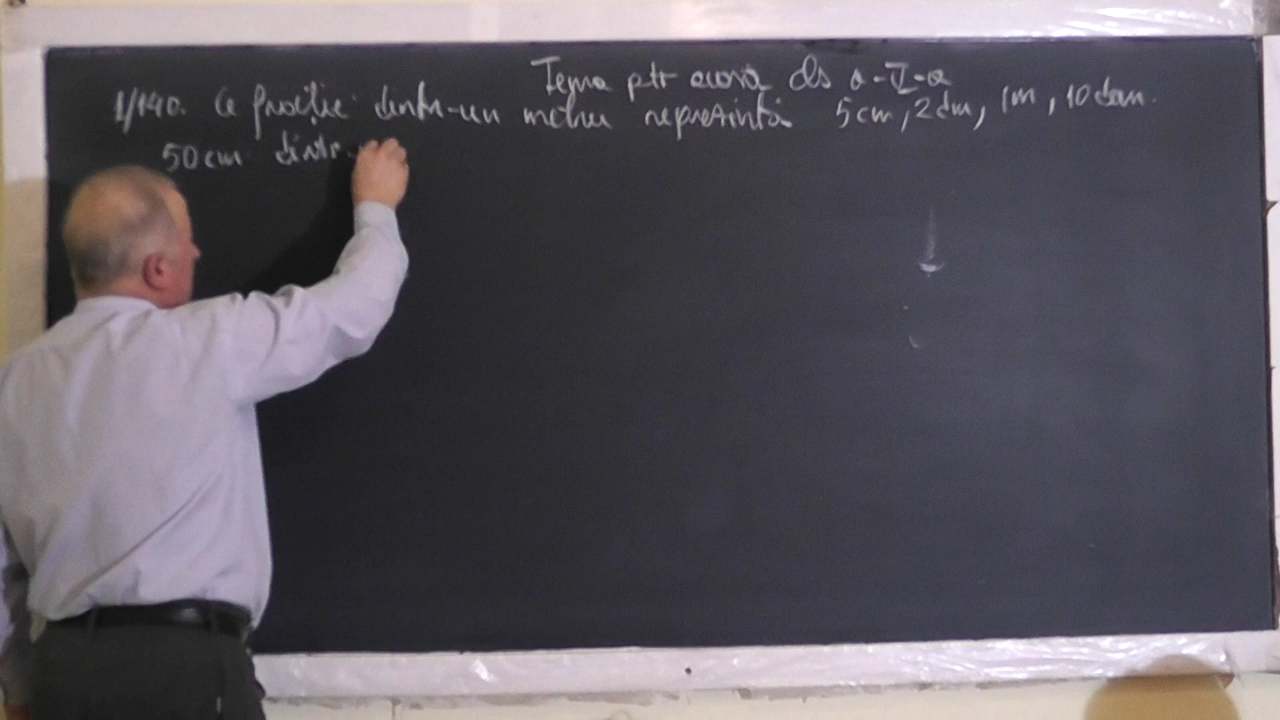 Tema ptr acasă cls a-V-a
1/140. Ce fracție dintr-un metru reprezintă 5cm, 2dm, 1m, 10dam.
50cm dintr